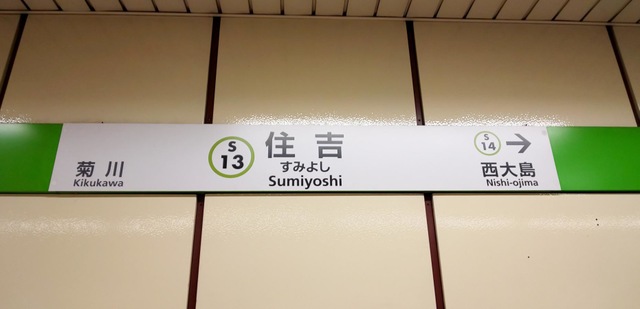 菊川
Kikukawa
S
13
住吉
すみよし
Sumiyoshi
S
14
→
西大島
Nishi-ojima